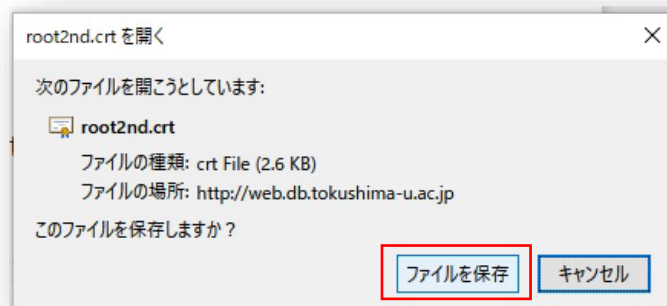 root2nd.crt を開く
次のファイルを開こうとしています:
root2nd.crt
ファイルの種類: crt File (2.6 KB)
ファイルの場所: http://web.db.tokushima-u.ac.jp
このファイルを保存しますか？
ファイルを保存 キャンセル